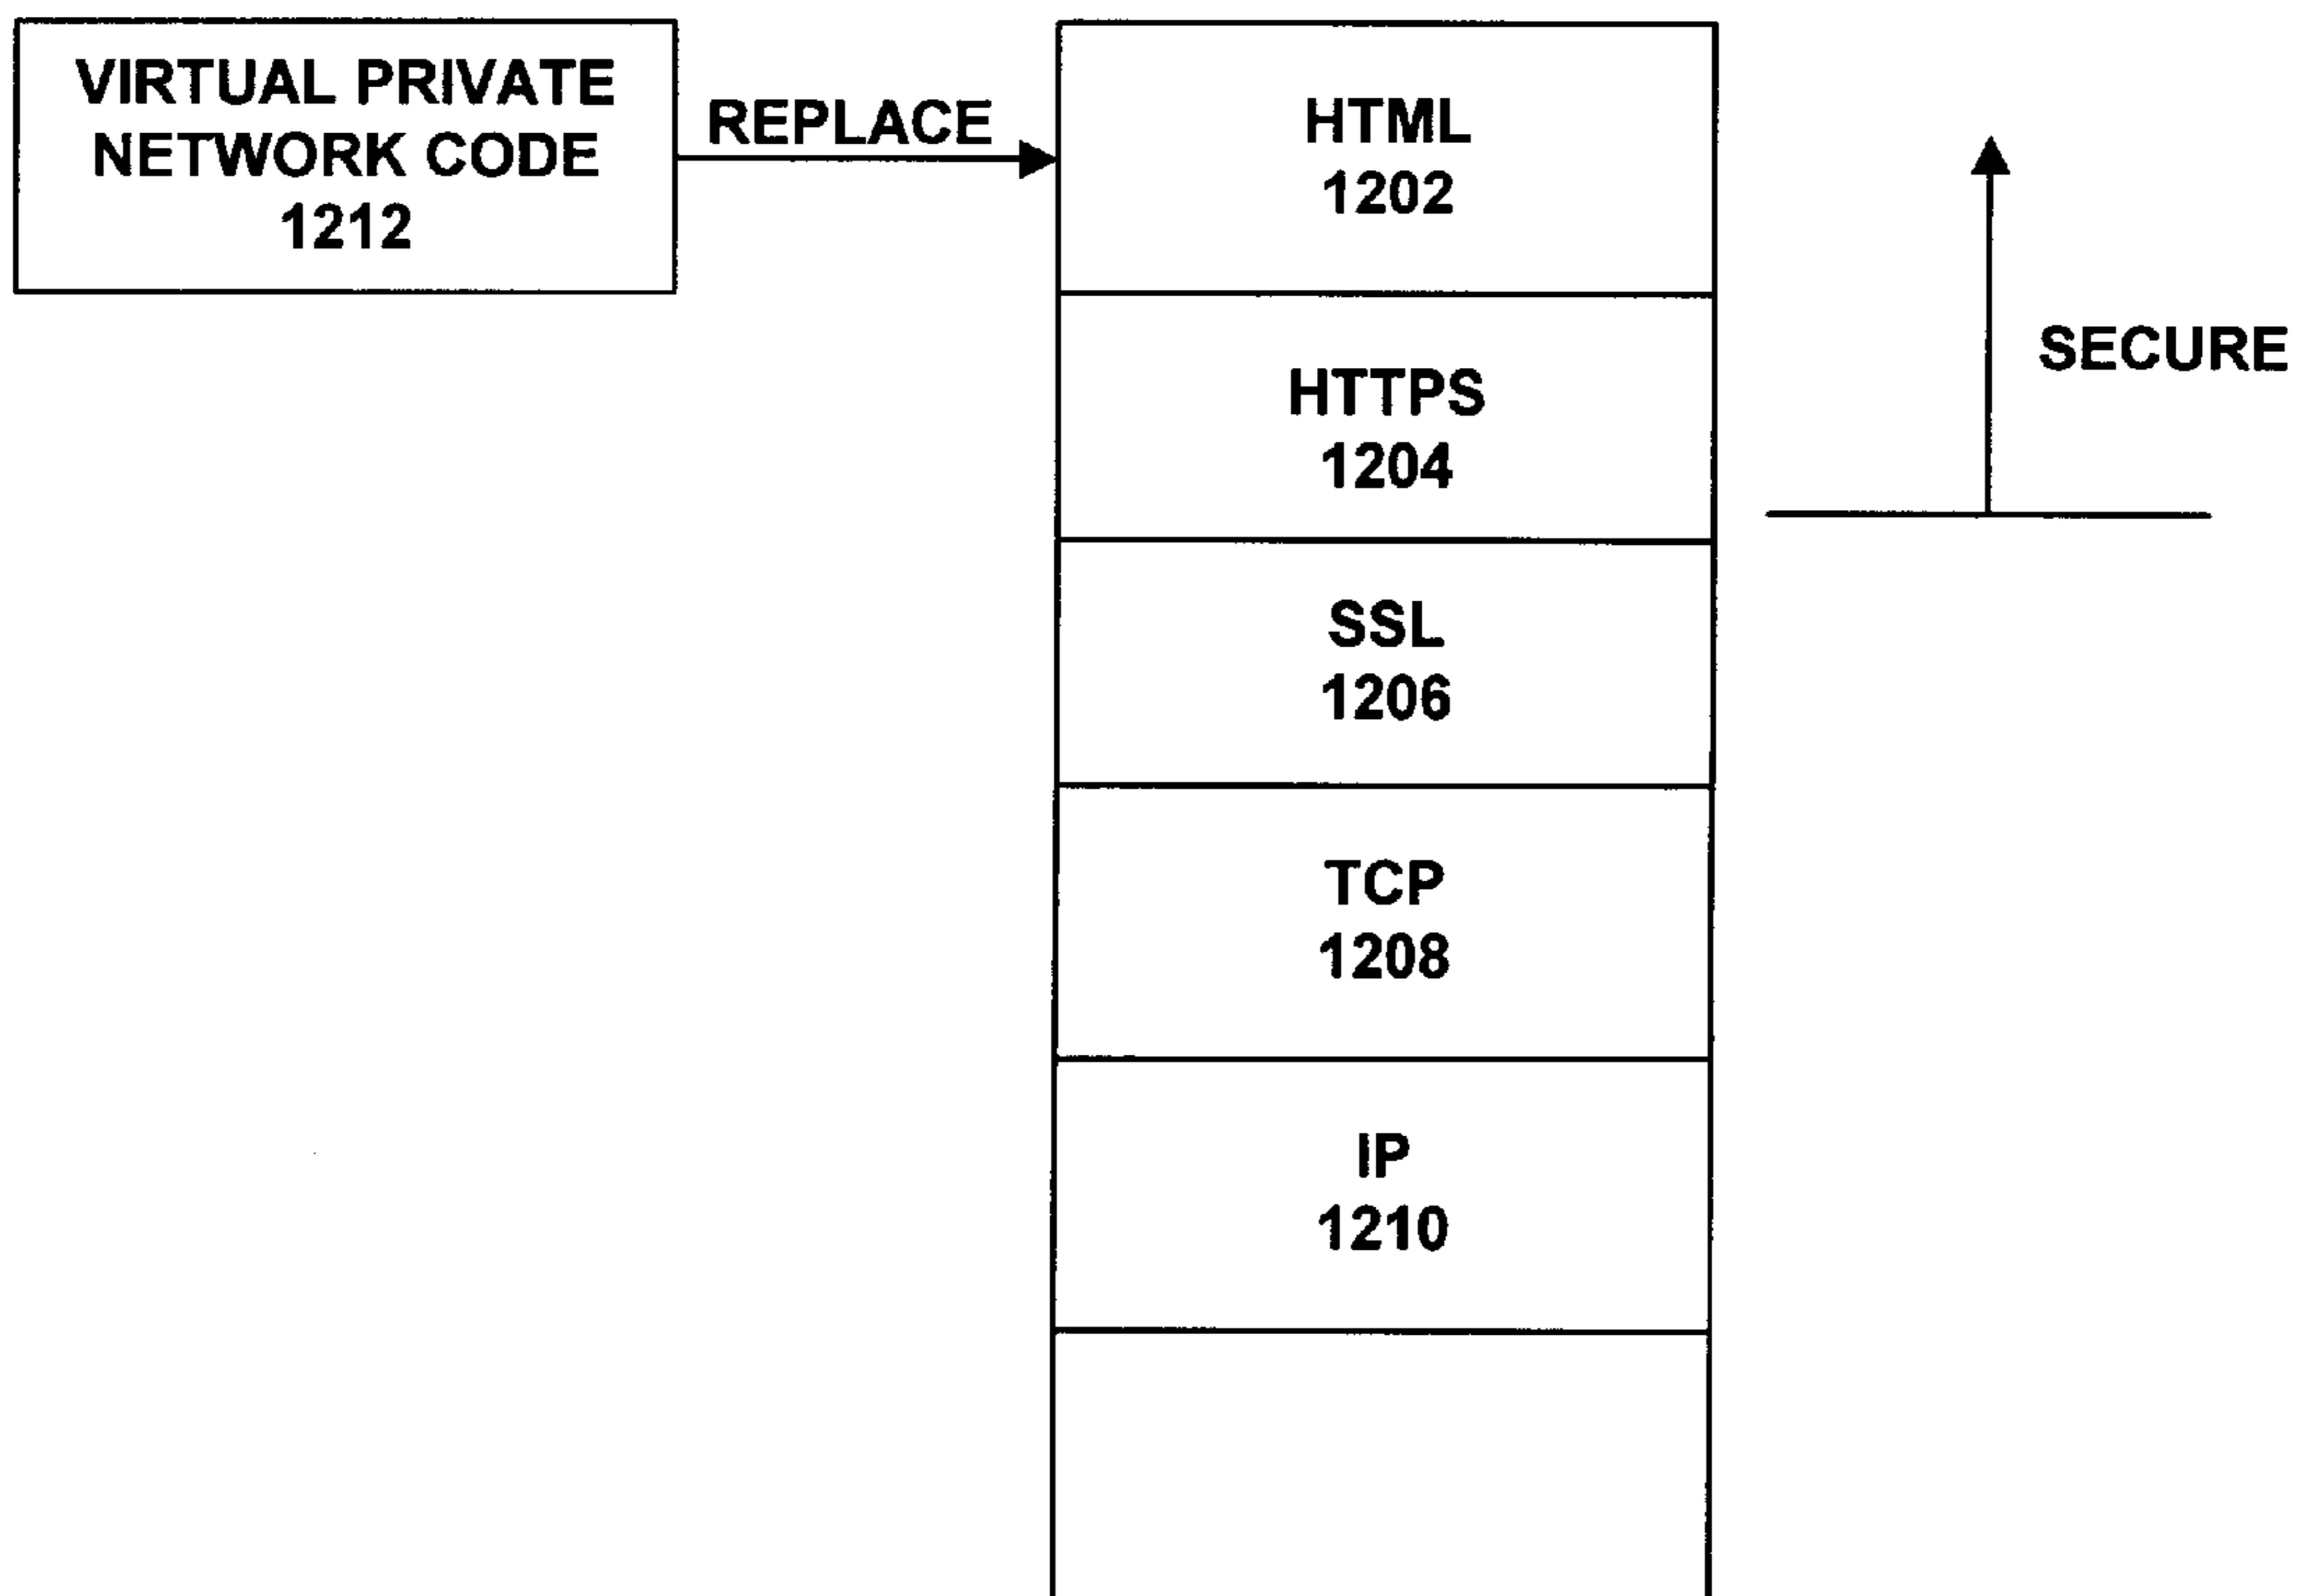 VIRTUAL PRIVATE
NETWORK CODE
1212
REPLACE
HTML
1202
HTTPS
1204
SECURE
SSL
1206
TCP
1208
IP
1210